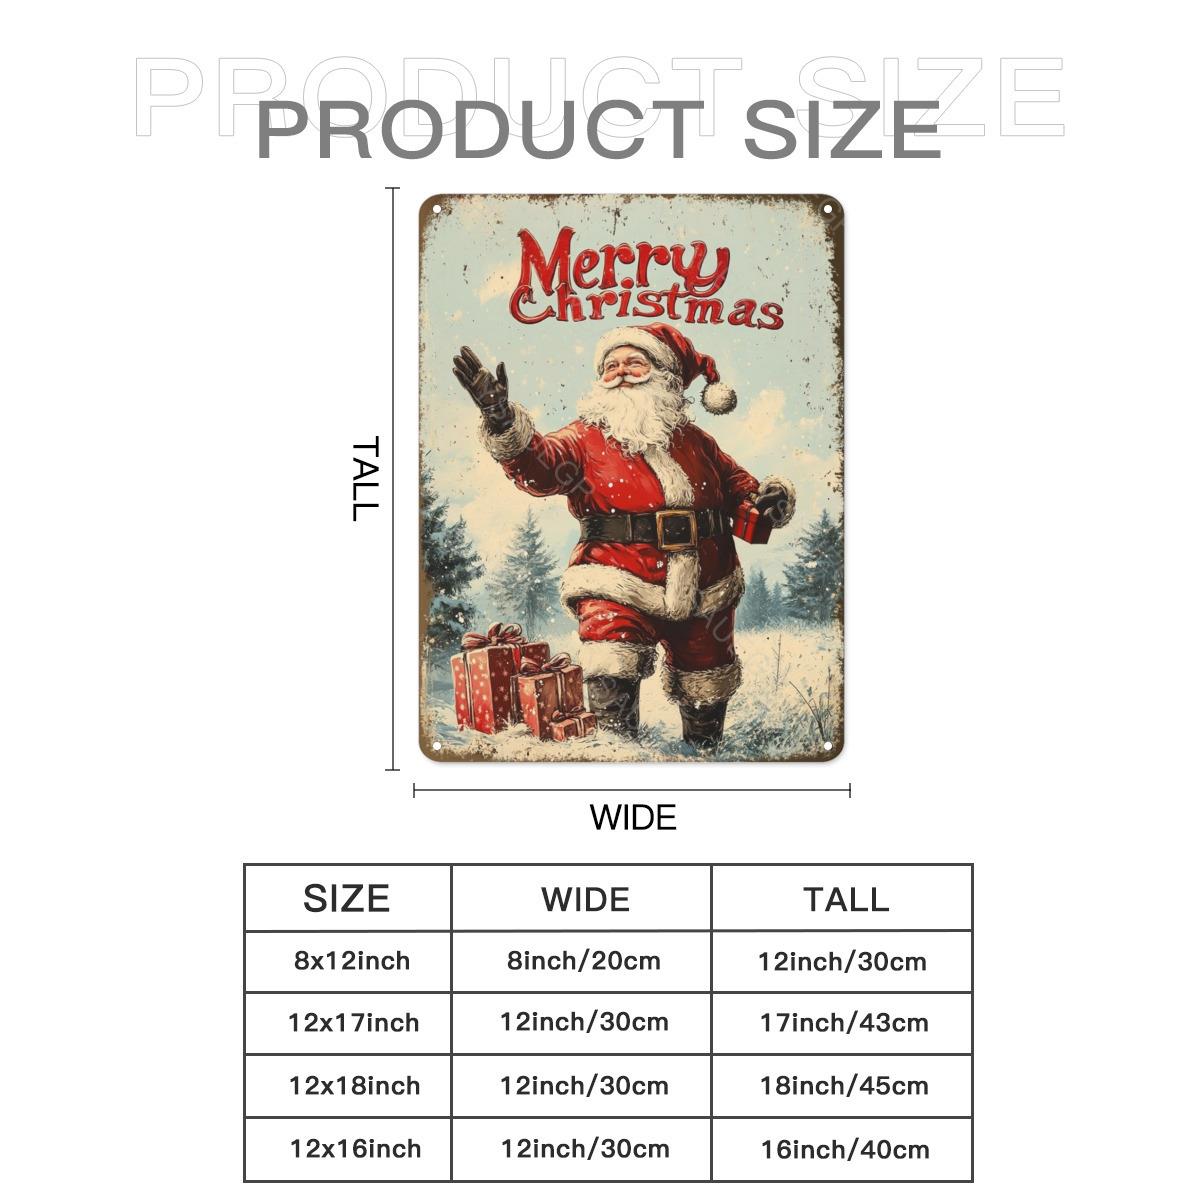 PRODUCT SIZE
PRODUCT SIZE
Merry
Christmas
TALL
WIDE
SIZE WIDE TALL
8x12inch 8inch/20cm 12inch/30cm
12x17inch 12inch/30cm 17inch/43cm
12x18inch 12inch/30cm 18inch/45cm
12x16inch 12inch/30cm 16inch/40cm